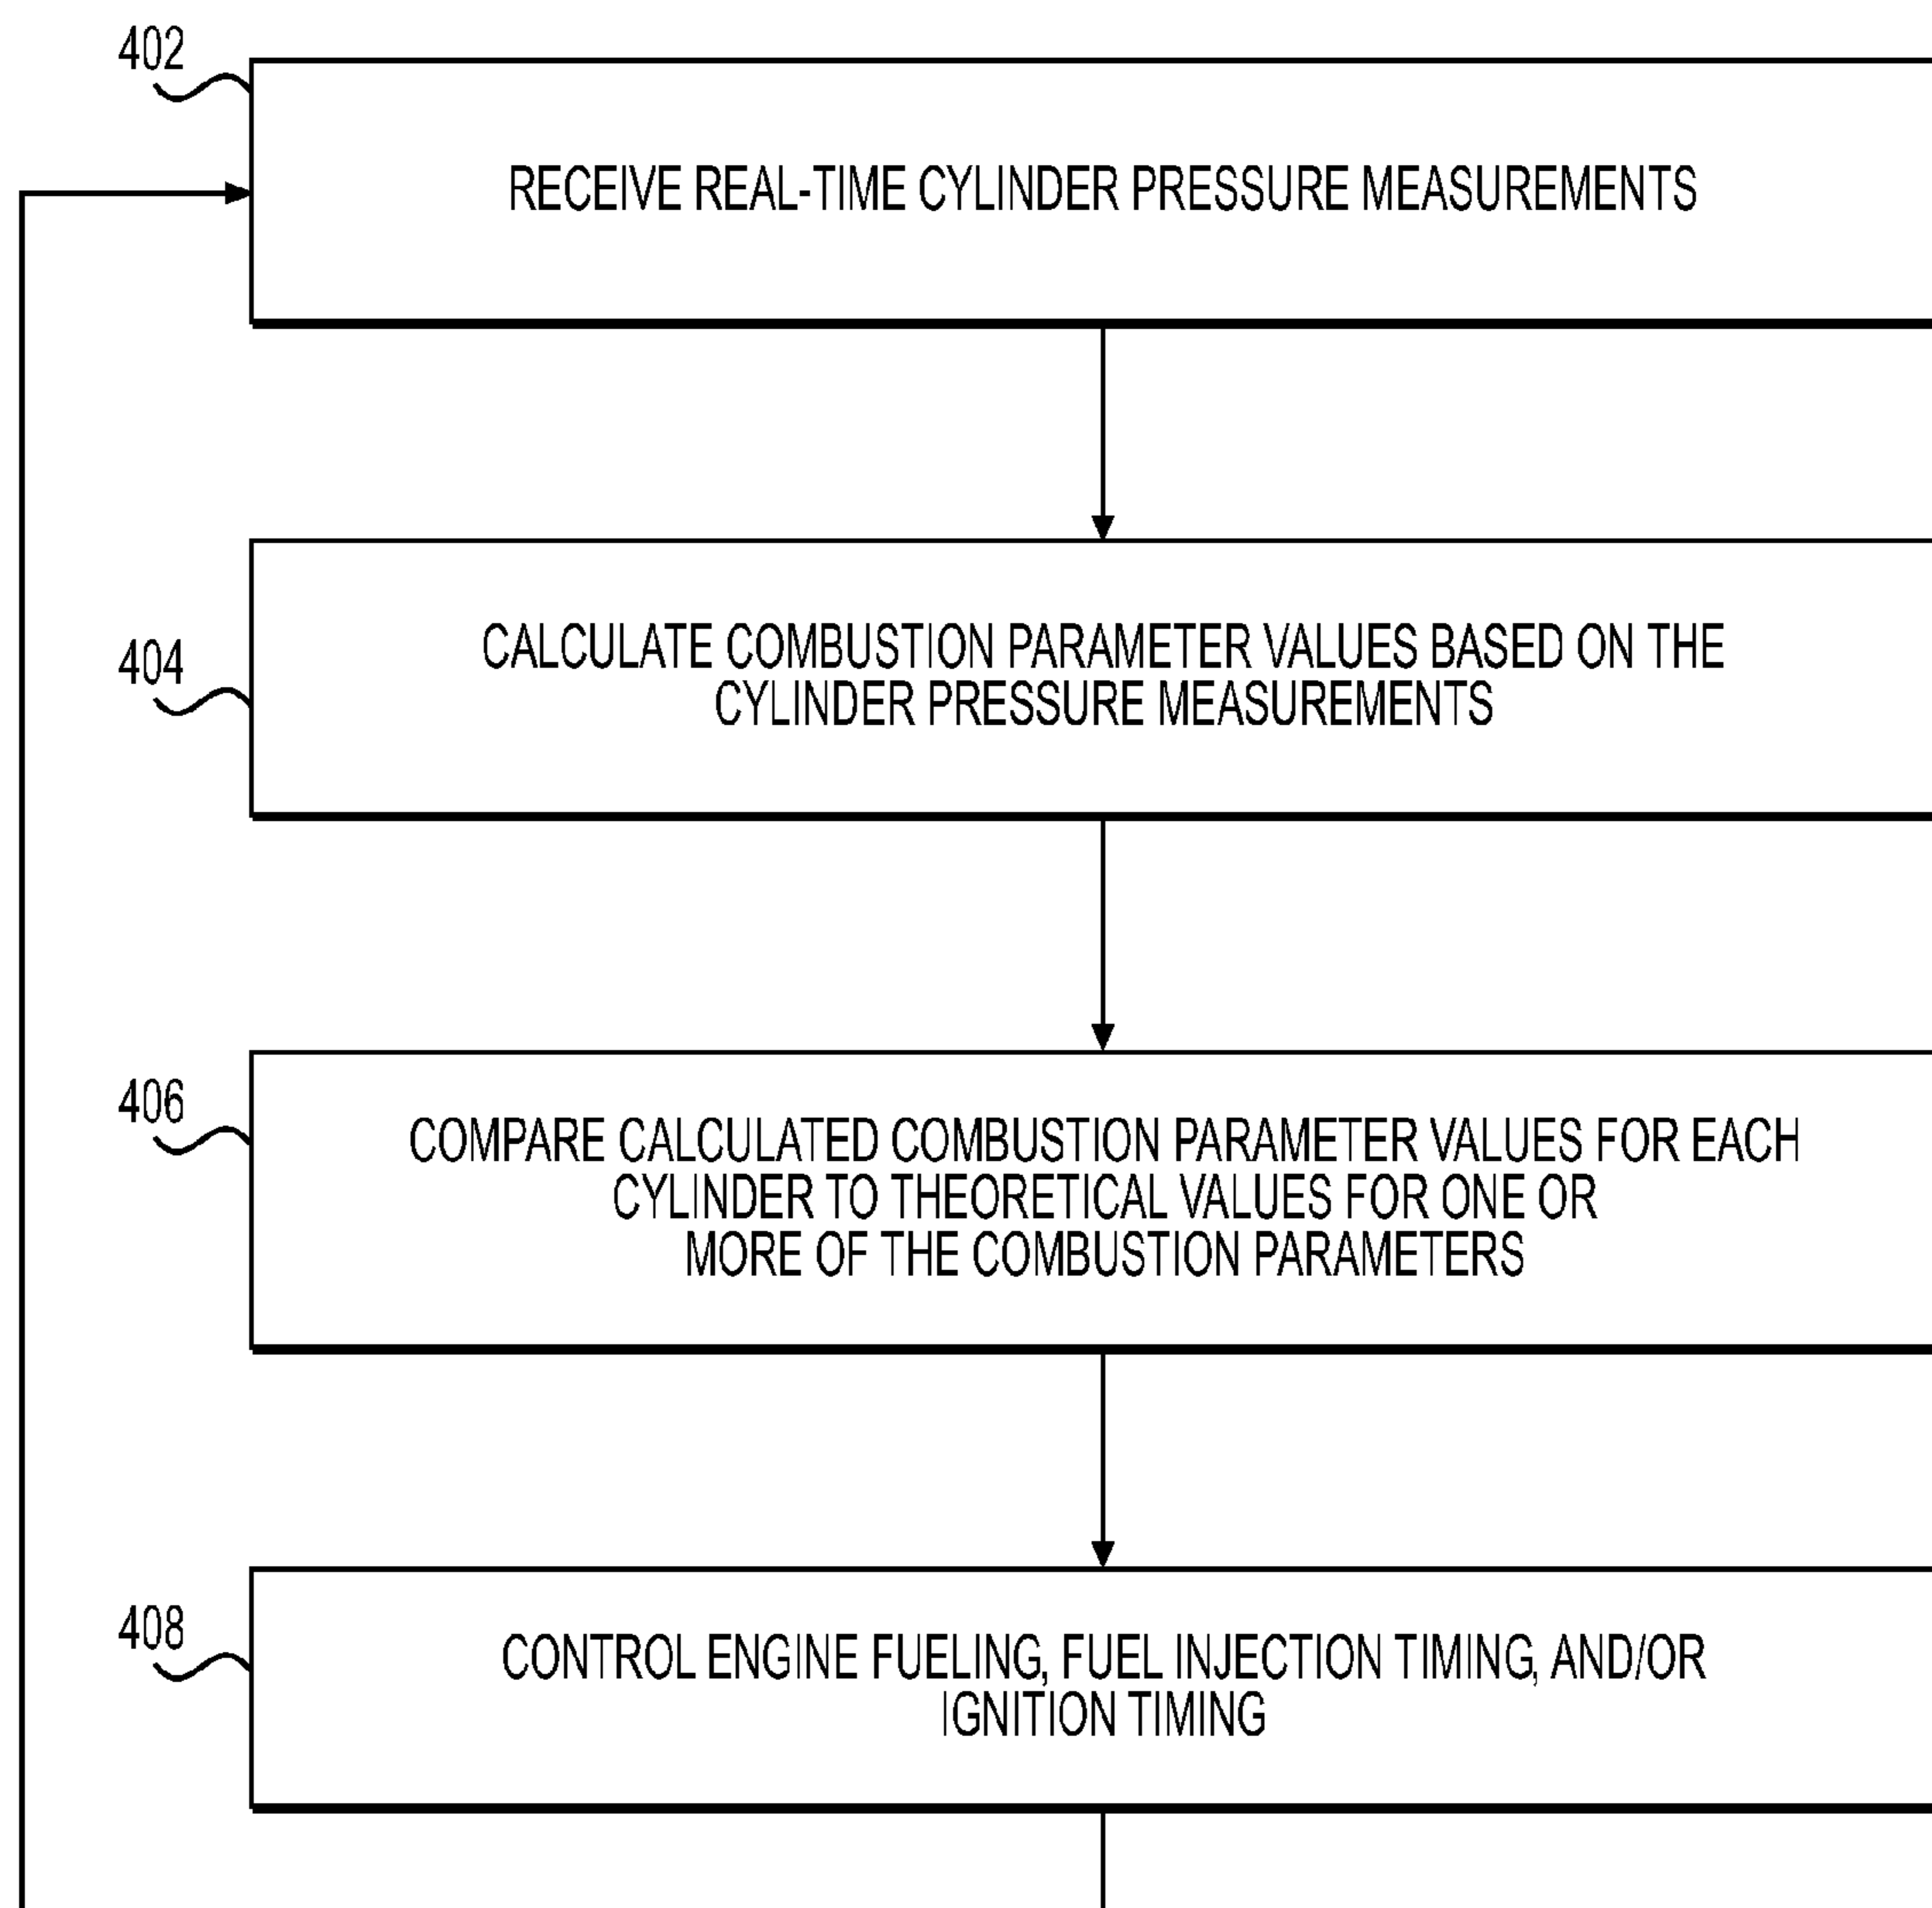 402
RECEIVE REAL-TIME CYLINDER PRESSURE MEASUREMENTS
404
CALCULATE COMBUSTION PARAMETER VALUES BASED ON THE
CYLINDER PRESSURE MEASUREMENTS
406
COMPARE CALCULATED COMBUSTION PARAMETER VALUES FOR EACH
CYLINDER TO THEORETICAL VALUES FOR ONE OR
MORE OF THE COMBUSTION PARAMETERS
408
CONTROL ENGINE FUELING, FUEL INJECTION TIMING, AND/OR
IGNITION TIMING